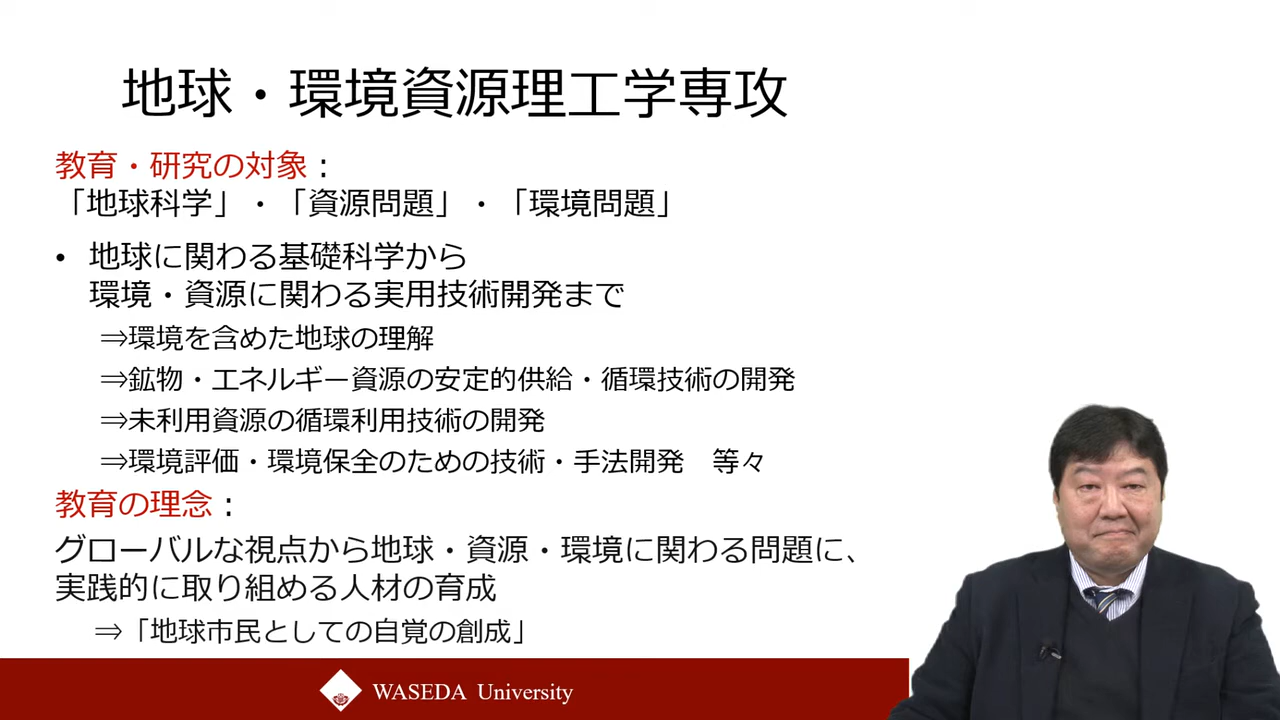 地球・環境資源理工学専攻
教育・研究の対象：
「地球科学」・「資源問題」・「環境問題」
• 地球に関わる基礎科学から
環境・資源に関わる実用技術開発まで
⇒環境を含めた地球の理解
⇒鉱物・エネルギー資源の安定的供給・循環技術の開発
⇒未利用資源の循環利用技術の開発
⇒環境評価・環境保全のための技術・手法開発　等々
教育の理念：
グローバルな視点から地球・資源・環境に関わる問題に、
実践的に取り組める人材の育成
⇒「地球市民としての自覚の創成」
WASEDA University